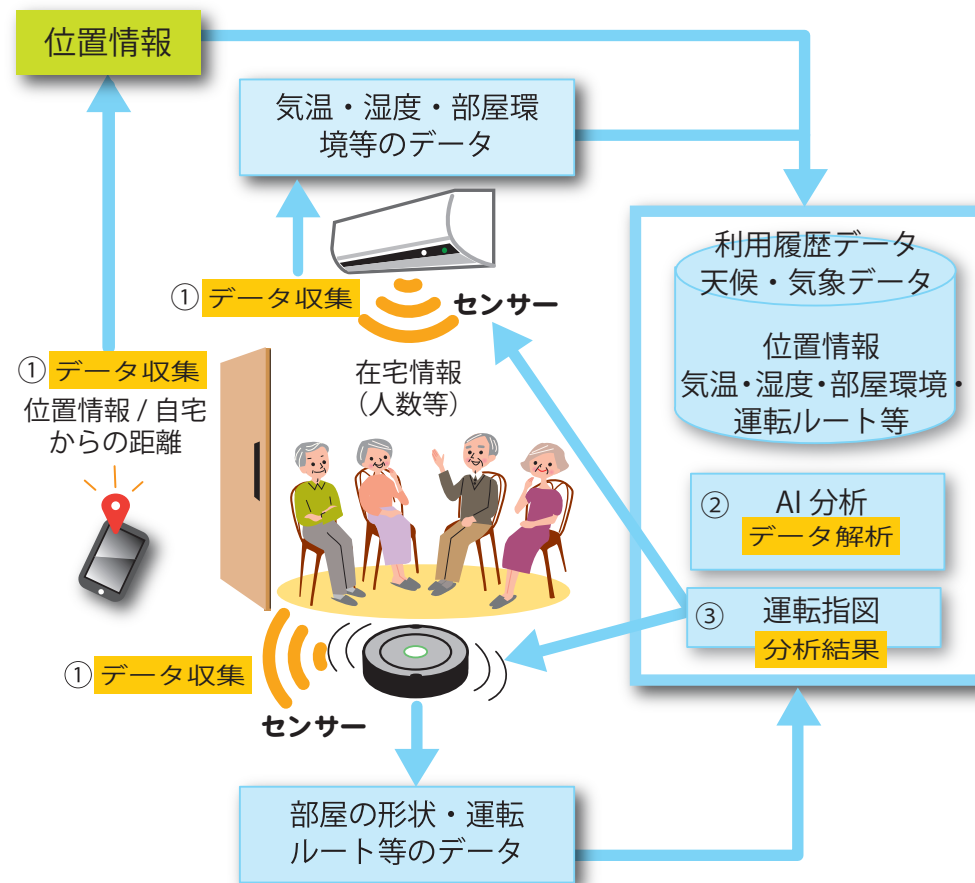 位置情報
気温・湿度・部屋環
境等のデータ
① データ収集
センサー
利用履歴データ
天候・気象データ
位置情報
気温・湿度・部屋環境・
運転ルート等
① データ収集
位置情報 / 自宅
からの距離
在宅情報
（人数等）
② AI 分析
データ解析
③ 運転指図
分析結果
① データ収集
センサー
部屋の形状・運転
ルート等のデータ